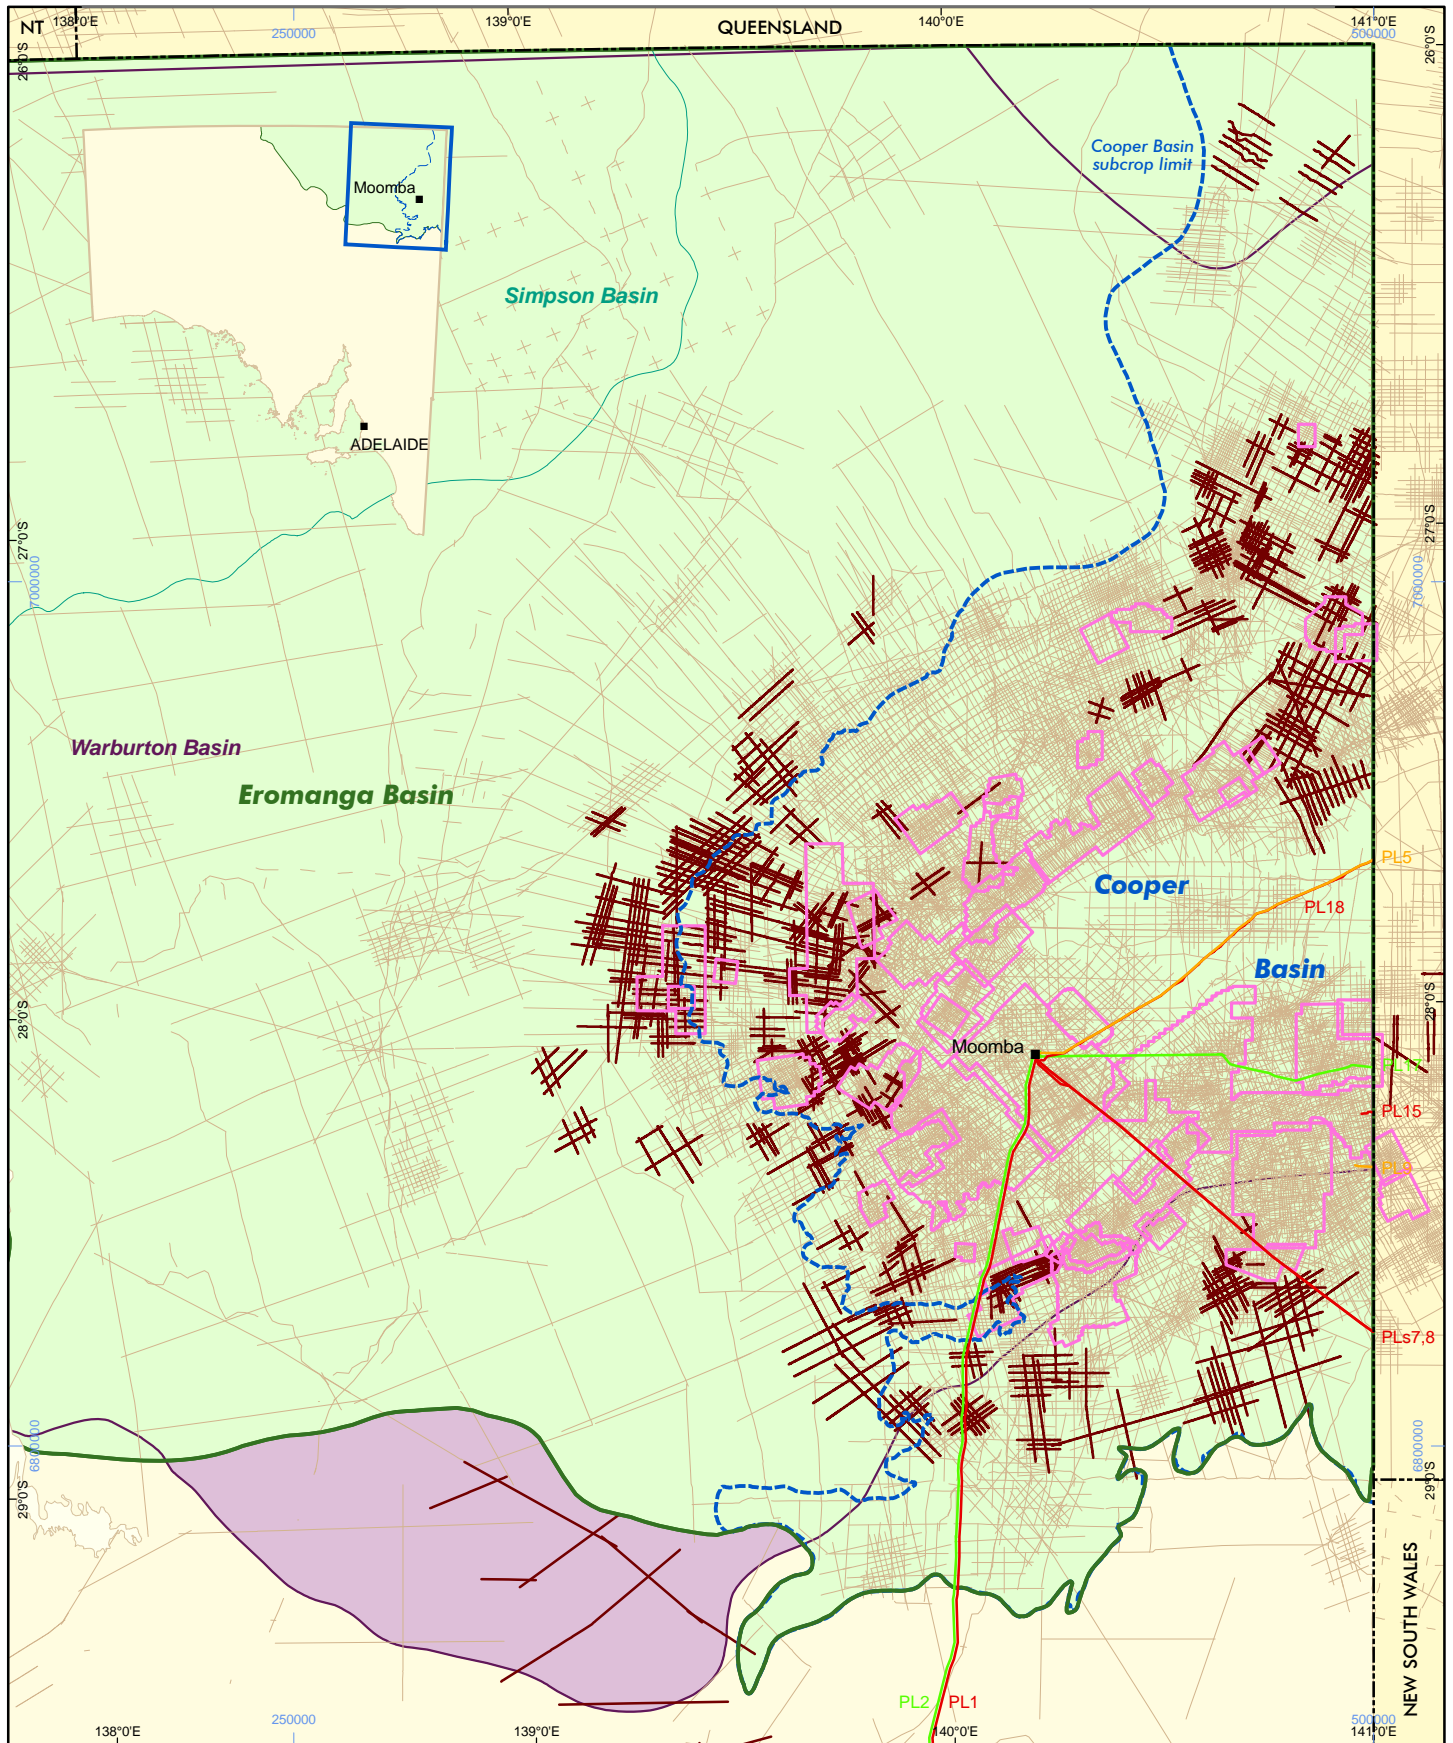 NT
138°0'E
139°0'E
QUEENSLAND
140°0'E
141°0'E
250000
500000
26°0'S
26°0'S
Cooper Basin
subcrop limit
Moomba
Simpson Basin
ADELAIDE
27°0'S
27°0'S
7000000
7000000
Warburton Basin
Eromanga Basin
PL5
Cooper
PL18
Basin
28°0'S
28°0'S
Moomba
PL17
PL15
PL9
PLs7,8
6800000
6800000
29°0'S
29°0'S
NEW SOUTH WALES
PL2
PL1
250000
500000
138°0'E
139°0'E
140°0'E
141°0'E